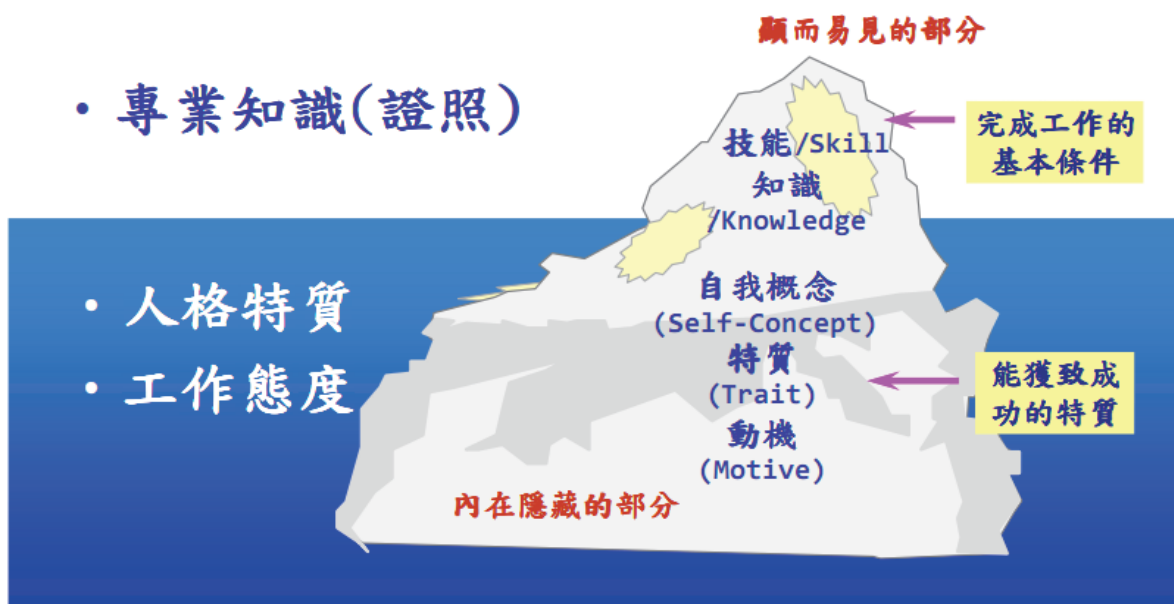 顯而易見的部分
• 專業知識(證照)
完成工作的
基本條件
技能/Skill
知識
/Knowledge
• 人格特質
• 工作態度
自我概念
(Self-Concept)
特質
(Trait)
動機
(Motive)
能獲致成
功的特質
內在隱藏的部分